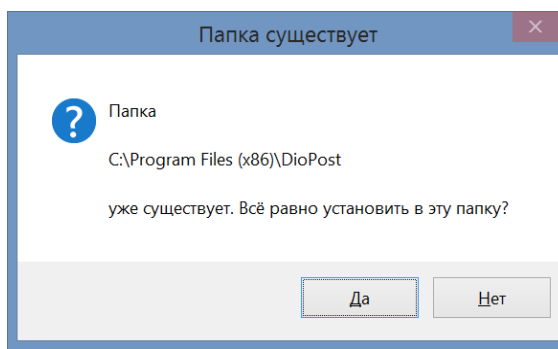 Папка существует
Папка
C:\Program Files (x86)\DioPost
уже существует. Всё равно установить в эту папку?
Да
Нет